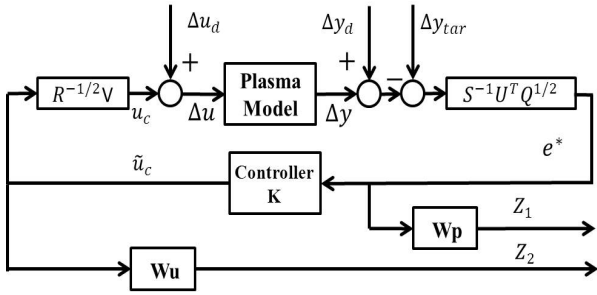 Δu_d
Δy_d
Δy_tar
+
+
−
R^{-1/2}V
u_c
Δu
Plasma
Model
Δy
S^{-1}U^TQ^{1/2}
e*
ũ_c
Controller
K
Wp
Z_1
Wu
Z_2